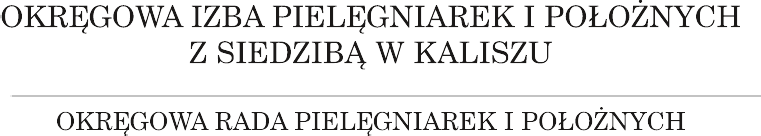 OKRĘGOWA IZBA PIELĘGNIAREK I POŁOŻNYCH
Z SIEDZIBĄ W KALISZU
OKRĘGOWA RADA PIELĘGNIAREK I POŁOŻNYCH